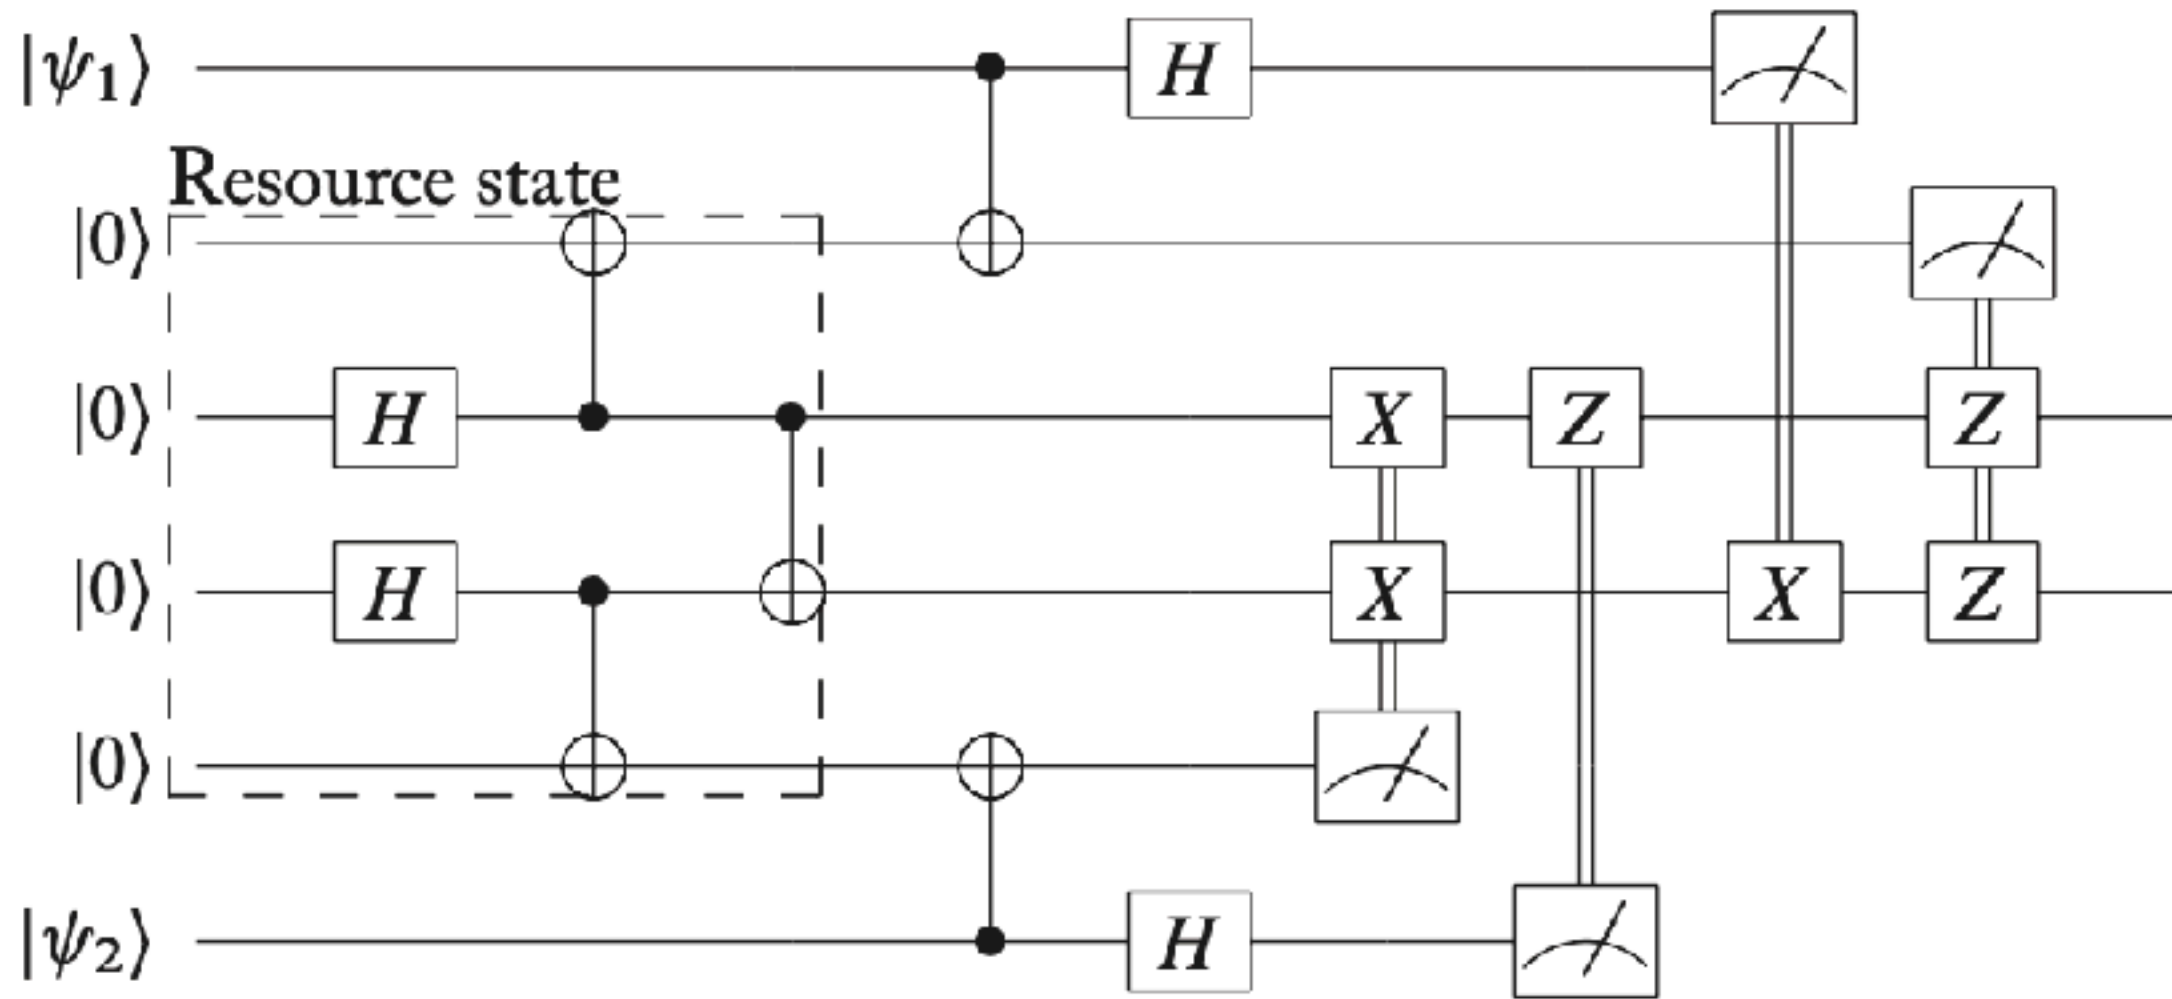 |ψ₁⟩ H
Resource state
|0⟩
|0⟩ H X Z Z
|0⟩ H X X Z
|0⟩
|ψ₂⟩ H